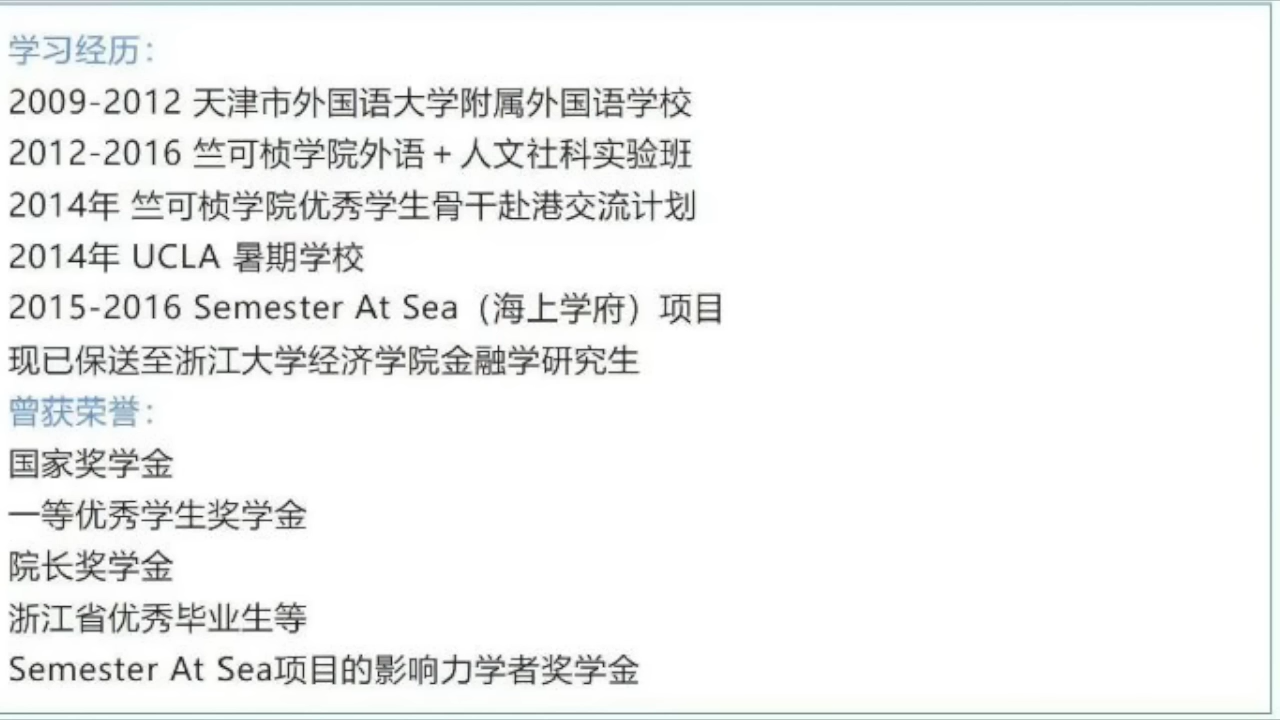 学习经历：
2009-2012 天津市外国语大学附属外国语学校
2012-2016 竺可桢学院外语+人文社科实验班
2014年 竺可桢学院优秀学生骨干赴港交流计划
2014年 UCLA 暑期学校
2015-2016 Semester At Sea（海上学府）项目
现已保送至浙江大学经济学院金融学研究生
曾获荣誉：
国家奖学金
一等优秀学生奖学金
院长奖学金
浙江省优秀毕业生等
Semester At Sea项目的影响力学者奖学金